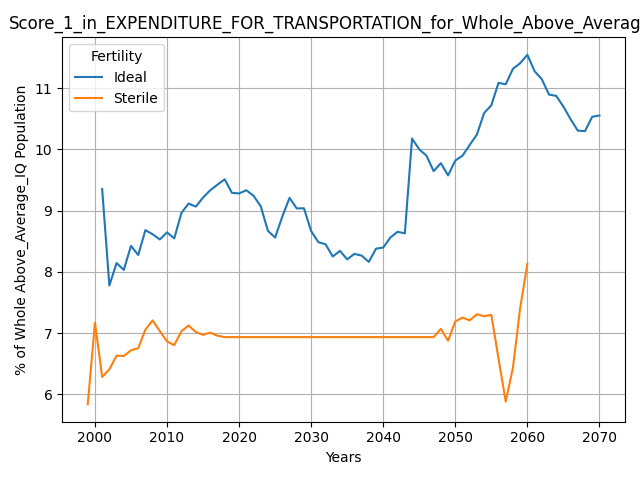 Score_1_in_EXPENDITURE_FOR_TRANSPORTATION_for_Whole_Above_Averag
Fertility
Ideal
Sterile
% of Whole Above_Average_IQ Population
11
10
9
8
7
6
2000 2010 2020 2030 2040 2050 2060 2070
Years